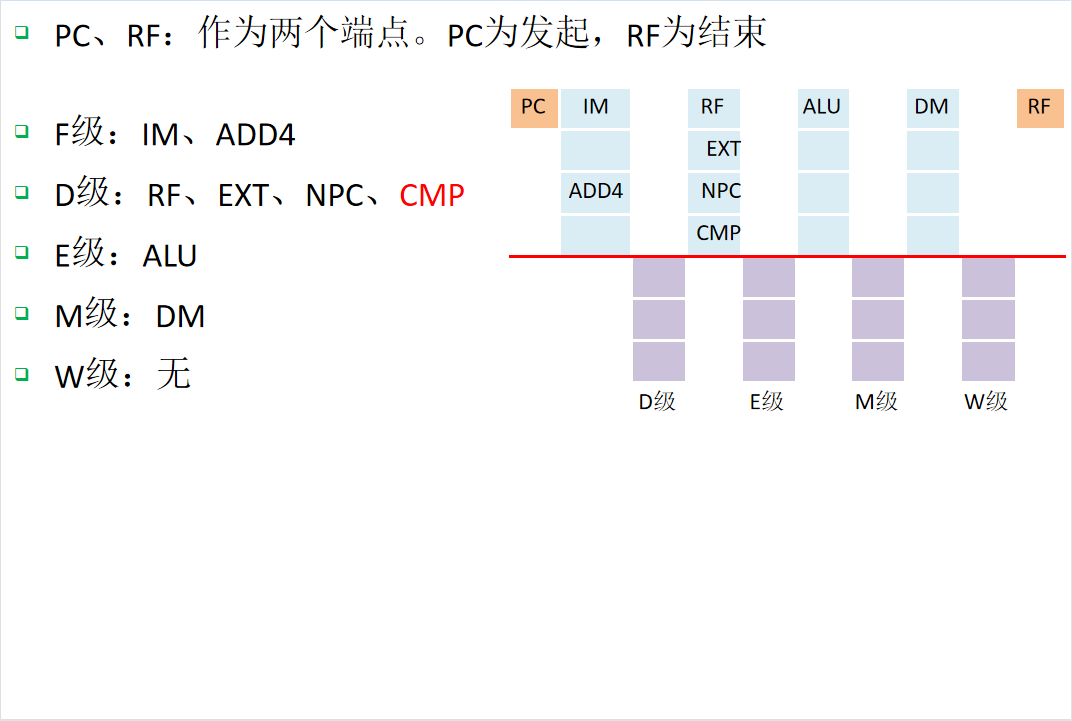 PC、RF：作为两个端点。PC为发起，RF为结束
F级：IM、ADD4
D级：RF、EXT、NPC、CMP
E级：ALU
M级：DM
W级：无
PC IM RF ALU DM RF
EXT
ADD4 NPC
CMP
D级 E级 M级 W级